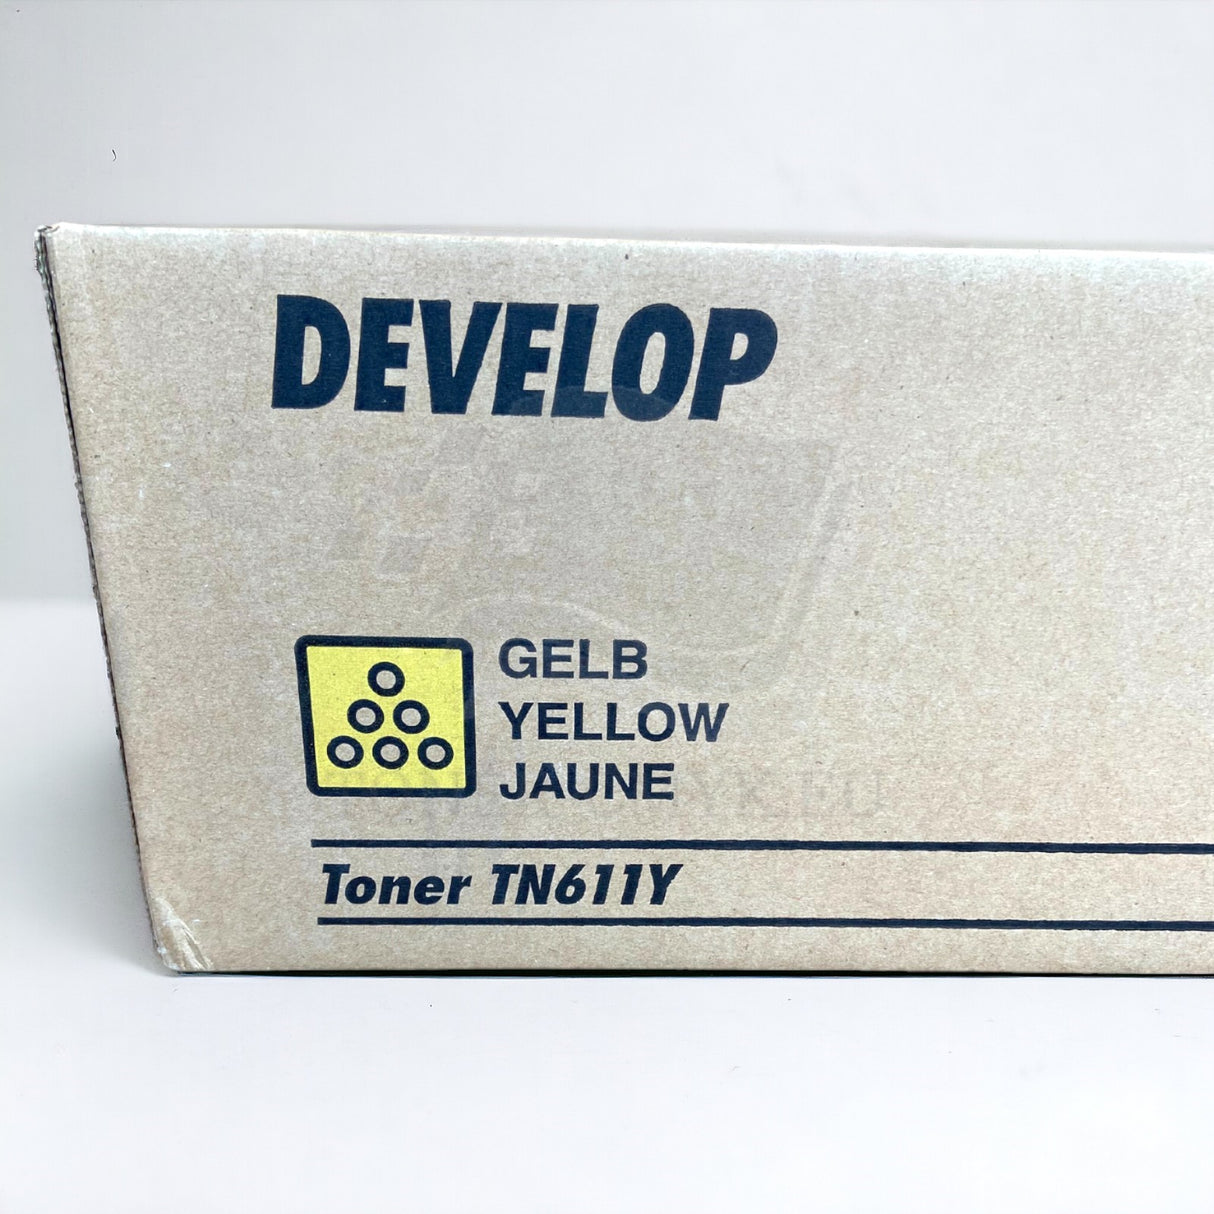 DEVELOP
GELB
YELLOW
JAUNE
Toner TN611Y